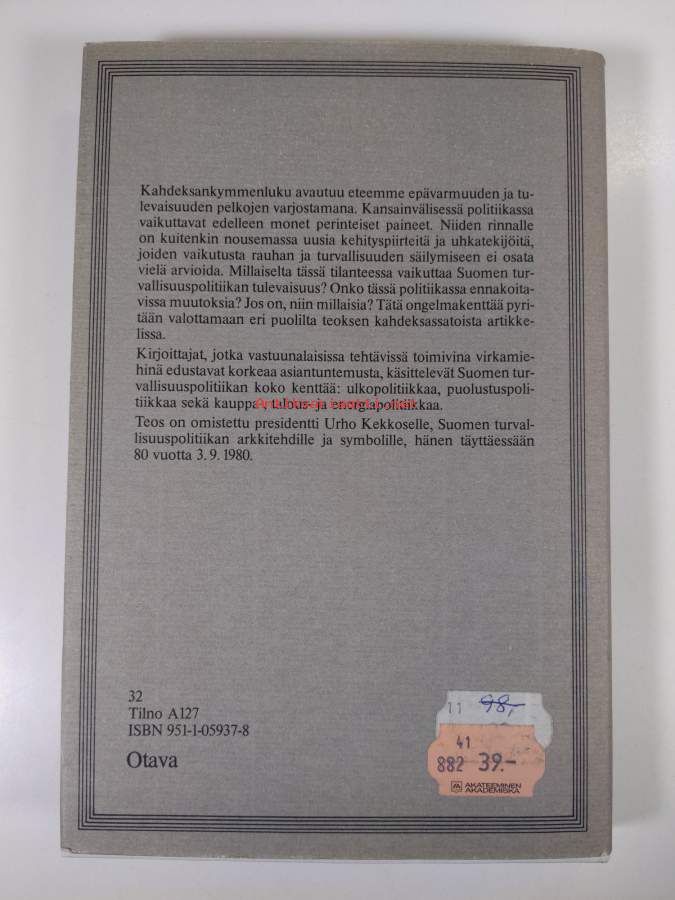 Kahdeksankymmenluku avautuu eteemme epävarmuuden ja tu-
levaisuuden pelkojen varjostamana. Kansainvälisessä politiikassa
vaikuttavat edelleen monet perinteiset paineet. Niiden rinnalle
on kuitenkin nousemassa uusia kehityspiirteitä ja uhkatekijöitä,
joiden vaikutusta rauhan ja turvallisuuden säilymiseen ei osata
vielä arvioida. Millaiselta tässä tilanteessa vaikuttaa Suomen tur-
vallisuuspolitiikan tulevaisuus? Onko tässä politiikassa ennakoita-
vissa muutoksia? Jos on, niin millaisia? Tätä ongelmakenttää pyri-
tään valottamaan eri puolilta teoksen kahdeksassatoista artikke-
lissa.
Kirjoittajat, jotka vastuunalaisissa tehtävissä toimivina virkamie-
hinä edustavat korkeaa asiantuntemusta, käsittelevät Suomen tur-
vallisuuspolitiikan koko kenttää: ulkopolitiikkaa, puolustuspoli-
tiikkaa sekä kauppa-, talous- ja energiapolitiikkaa.
Teos on omistettu presidentti Urho Kekkoselle, Suomen turval-
lisuuspolitiikan arkkitehdille ja symbolille, hänen täyttäessään
80 vuotta 3.9.1980.
32
Tilno A127
ISBN 951-1-05937-8
Otava
11 98,-
41
882 39.-
AKATEEMINEN
AKADEMISKA